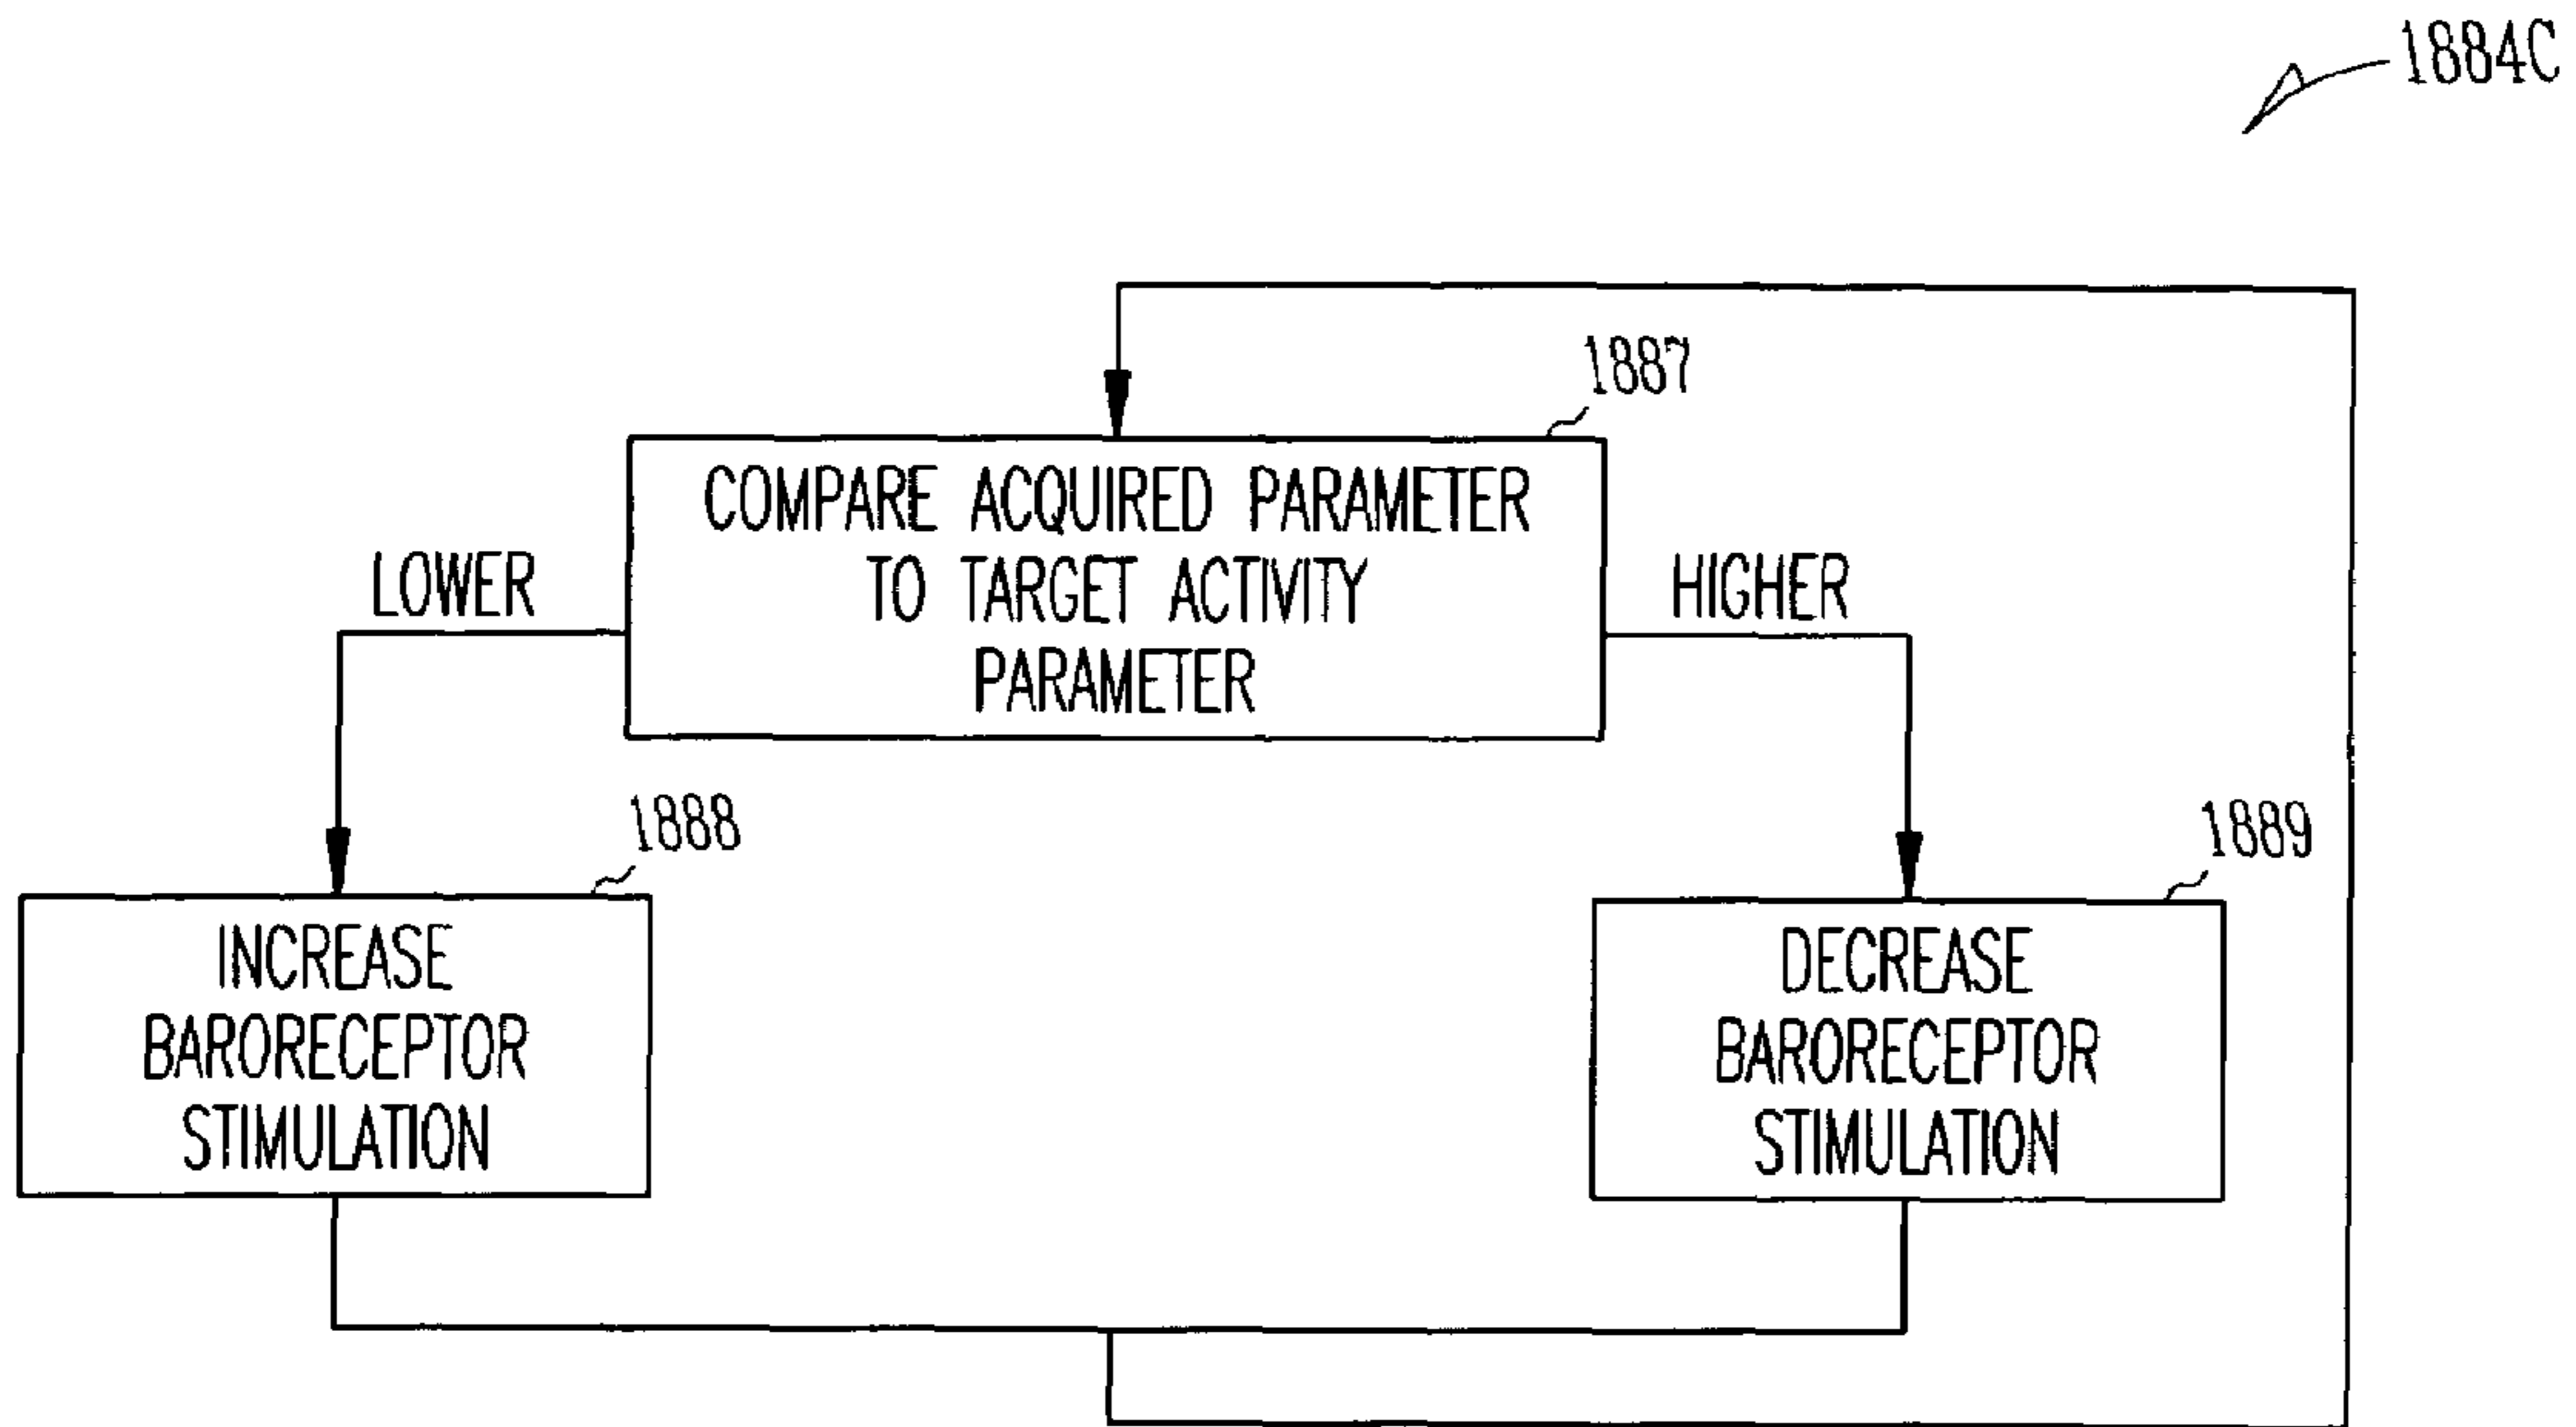 1884C
1887
COMPARE ACQUIRED PARAMETER
TO TARGET ACTIVITY
PARAMETER
LOWER
HIGHER
1888
INCREASE
BARORECEPTOR
STIMULATION
1889
DECREASE
BARORECEPTOR
STIMULATION